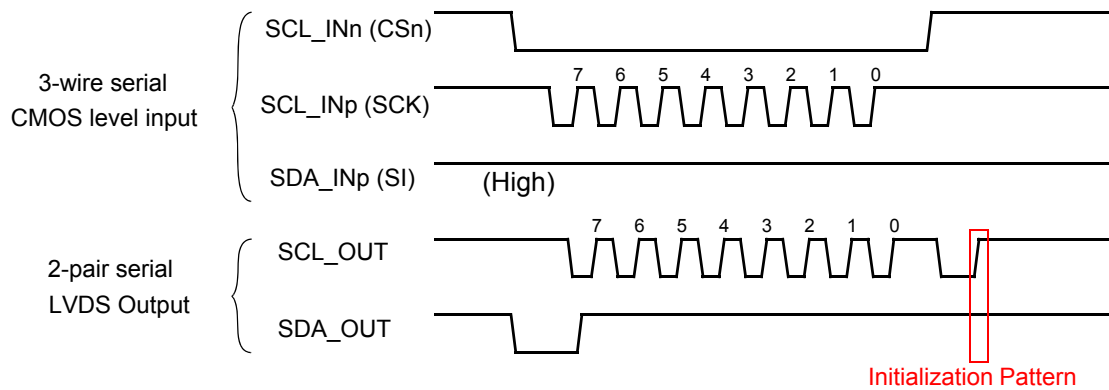 SCL_INn (CSn)
7 6 5 4 3 2 1 0
3-wire serial
CMOS level input
SCL_INp (SCK)
SDA_INp (SI)
(High)
7 6 5 4 3 2 1 0
SCL_OUT
2-pair serial
LVDS Output
SDA_OUT
Initialization Pattern